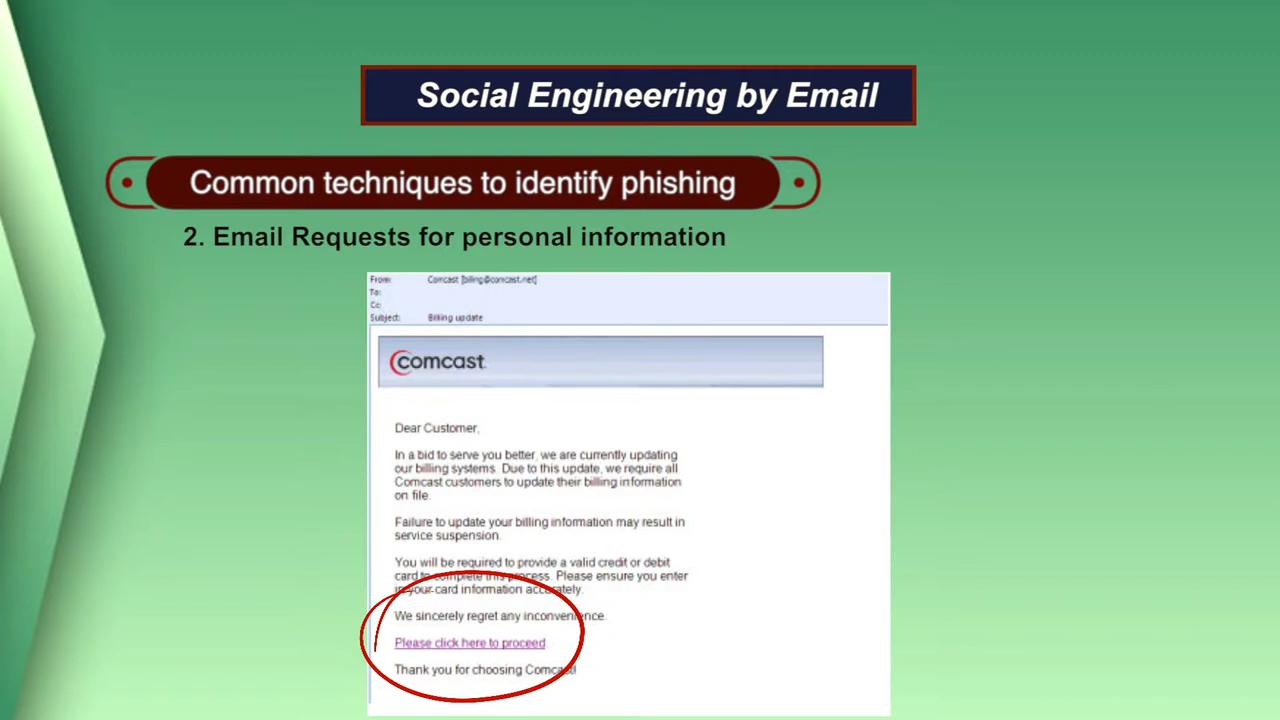 Social Engineering by Email
Common techniques to identify phishing
2. Email Requests for personal information
From: Comcast [billing@comcast.net]
To:
Cc:
Subject: Billing update
comcast.
Dear Customer,
In a bid to serve you better, we are currently updating
our billing systems. Due to this update, we require all
Comcast customers to update their billing information
on file.
Failure to update your billing information may result in
service suspension.
You will be required to provide a valid credit or debit
card to complete this process. Please ensure you enter
in your card information accurately.
We sincerely regret any inconvenience.
Please click here to proceed
Thank you for choosing Comcast!